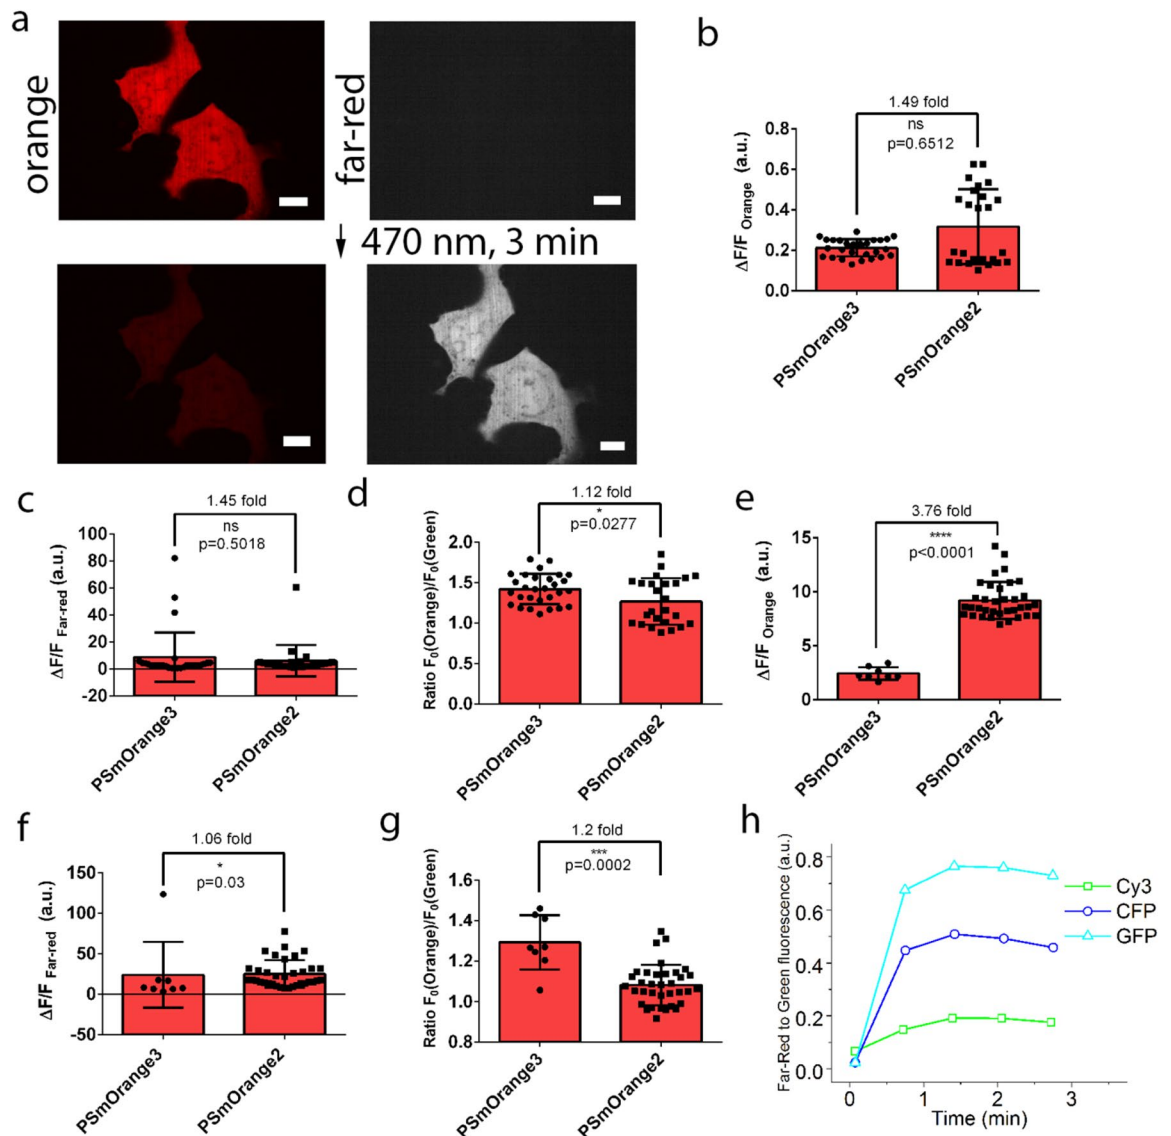 a
orange
far-red
470 nm, 3 min
b
1.49 fold
ns
p=0.6512
ΔF/F Orange (a.u.)
0.8
0.6
0.4
0.2
0.0
PSmOrange3
PSmOrange2
c
1.45 fold
ns
p=0.5018
ΔF/F Far-red (a.u.)
100
80
60
40
20
0
-20
PSmOrange3
PSmOrange2
d
1.12 fold
*
p=0.0277
Ratio F0(Orange)/F0(Green)
2.0
1.5
1.0
0.5
0.0
PSmOrange3
PSmOrange2
e
3.76 fold
****
p<0.0001
ΔF/F Orange (a.u.)
15
10
5
0
PSmOrange3
PSmOrange2
f
1.06 fold
*
p=0.03
ΔF/F Far-red (a.u.)
150
100
50
0
-50
PSmOrange3
PSmOrange2
g
1.2 fold
***
p=0.0002
Ratio F0(Orange)/F0(Green)
1.6
1.4
1.2
1.0
0.8
PSmOrange3
PSmOrange2
h
Far-Red to Green fluorescence (a.u.)
0.8
0.6
0.4
0.2
0.0
Cy3
CFP
GFP
0 1 2 3
Time (min)